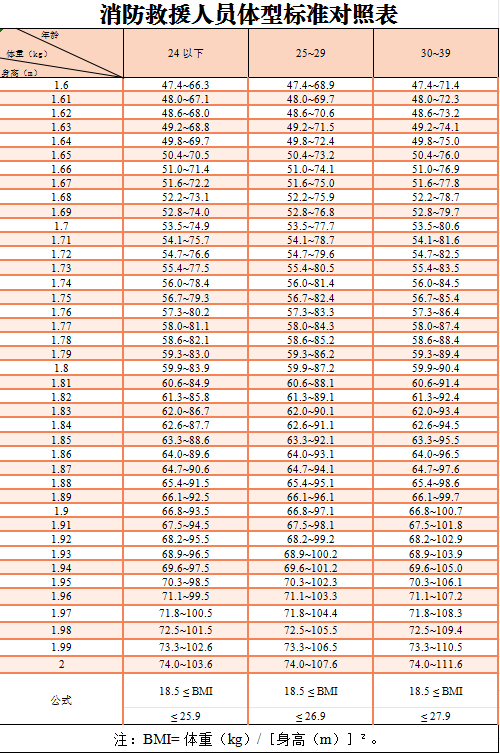 消防救援人员体型标准对照表
年龄
体重（kg）
身高（m）
24 以下 25~29 30~39
1.6 47.4~66.3 47.4~68.9 47.4~71.4
1.61 48.0~67.1 48.0~69.7 48.0~72.3
1.62 48.6~68.0 48.6~70.6 48.6~73.2
1.63 49.2~68.8 49.2~71.5 49.2~74.1
1.64 49.8~69.7 49.8~72.4 49.8~75.0
1.65 50.4~70.5 50.4~73.2 50.4~76.0
1.66 51.0~71.4 51.0~74.1 51.0~76.9
1.67 51.6~72.2 51.6~75.0 51.6~77.8
1.68 52.2~73.1 52.2~75.9 52.2~78.7
1.69 52.8~74.0 52.8~76.8 52.8~79.7
1.7 53.5~74.9 53.5~77.7 53.5~80.6
1.71 54.1~75.7 54.1~78.7 54.1~81.6
1.72 54.7~76.6 54.7~79.6 54.7~82.5
1.73 55.4~77.5 55.4~80.5 55.4~83.5
1.74 56.0~78.4 56.0~81.4 56.0~84.5
1.75 56.7~79.3 56.7~82.4 56.7~85.4
1.76 57.3~80.2 57.3~83.3 57.3~86.4
1.77 58.0~81.1 58.0~84.3 58.0~87.4
1.78 58.6~82.1 58.6~85.2 58.6~88.4
1.79 59.3~83.0 59.3~86.2 59.3~89.4
1.8 59.9~83.9 59.9~87.2 59.9~90.4
1.81 60.6~84.9 60.6~88.1 60.6~91.4
1.82 61.3~85.8 61.3~89.1 61.3~92.4
1.83 62.0~86.7 62.0~90.1 62.0~93.4
1.84 62.6~87.7 62.6~91.1 62.6~94.5
1.85 63.3~88.6 63.3~92.1 63.3~95.5
1.86 64.0~89.6 64.0~93.1 64.0~96.5
1.87 64.7~90.6 64.7~94.1 64.7~97.6
1.88 65.4~91.5 65.4~95.1 65.4~98.6
1.89 66.1~92.5 66.1~96.1 66.1~99.7
1.9 66.8~93.5 66.8~97.1 66.8~100.7
1.91 67.5~94.5 67.5~98.1 67.5~101.8
1.92 68.2~95.5 68.2~99.2 68.2~102.9
1.93 68.9~96.5 68.9~100.2 68.9~103.9
1.94 69.6~97.5 69.6~101.2 69.6~105.0
1.95 70.3~98.5 70.3~102.3 70.3~106.1
1.96 71.1~99.5 71.1~103.3 71.1~107.2
1.97 71.8~100.5 71.8~104.4 71.8~108.3
1.98 72.5~101.5 72.5~105.5 72.5~109.4
1.99 73.3~102.6 73.3~106.5 73.3~110.5
2 74.0~103.6 74.0~107.6 74.0~111.6
公式 18.5 ≤ BMI 18.5 ≤ BMI 18.5 ≤ BMI
≤ 25.9 ≤ 26.9 ≤ 27.9
注：BMI= 体重（kg）/［身高（m）］²。